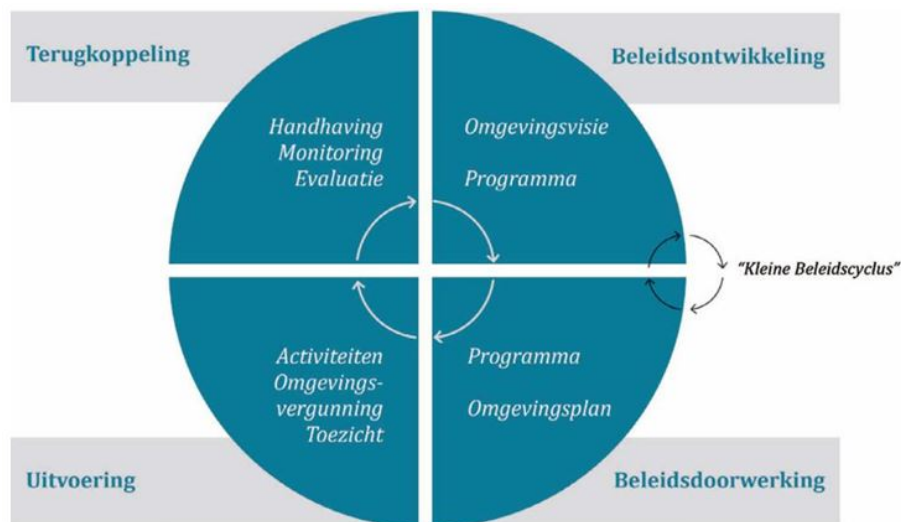 Terugkoppeling
Beleidsontwikkeling
Handhaving
Monitoring
Evaluatie
Omgevingsvisie
Programma
"Kleine Beleidscyclus"
Activiteiten
Omgevings-
vergunning
Toezicht
Programma
Omgevingsplan
Uitvoering
Beleidsdoorwerking